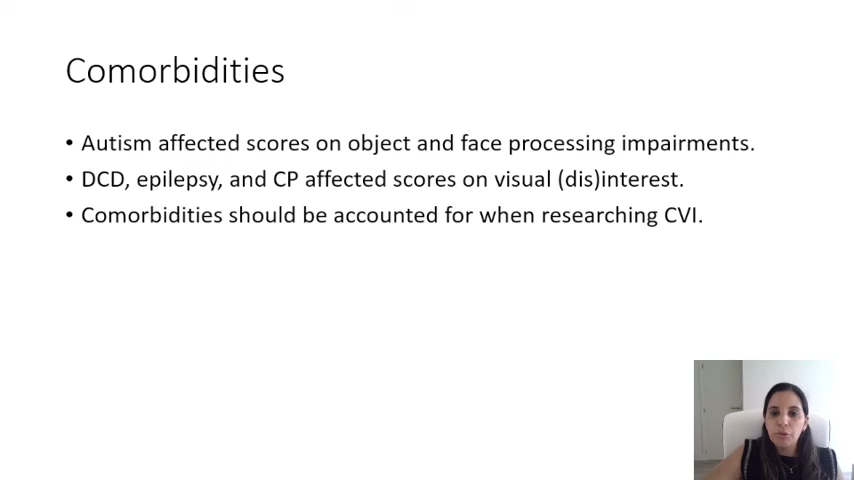 Comorbidities
• Autism affected scores on object and face processing impairments.
• DCD, epilepsy, and CP affected scores on visual (dis)interest.
• Comorbidities should be accounted for when researching CVI.